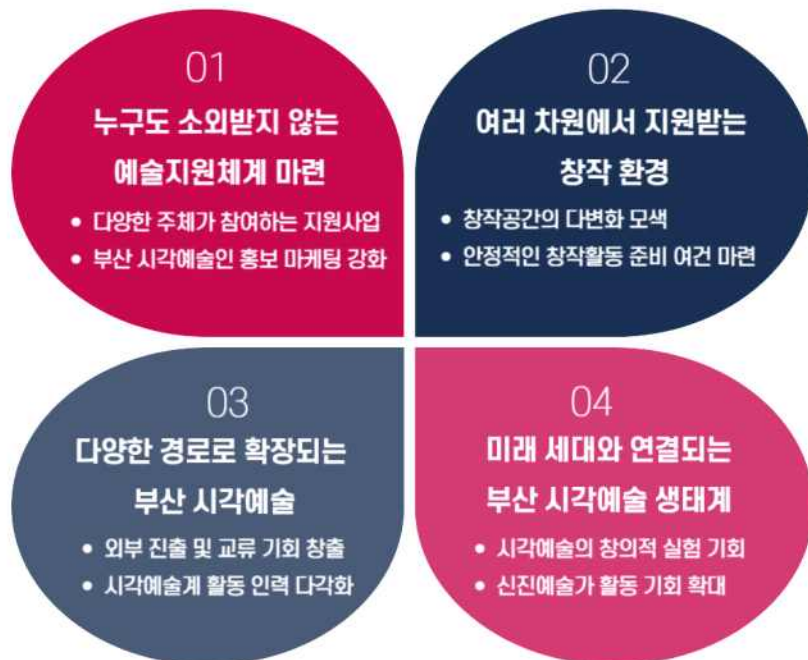 01
누구도 소외받지 않는
예술지원체계 마련
• 다양한 주체가 참여하는 지원사업
• 부산 시각예술인 홍보 마케팅 강화
02
여러 차원에서 지원받는
창작 환경
• 창작공간의 다변화 모색
• 안정적인 창작활동 준비 여건 마련
03
다양한 경로로 확장되는
부산 시각예술
• 외부 진출 및 교류 기회 창출
• 시각예술계 활동 인력 다각화
04
미래 세대와 연결되는
부산 시각예술 생태계
• 시각예술의 창의적 실험 기회
• 신진예술가 활동 기회 확대